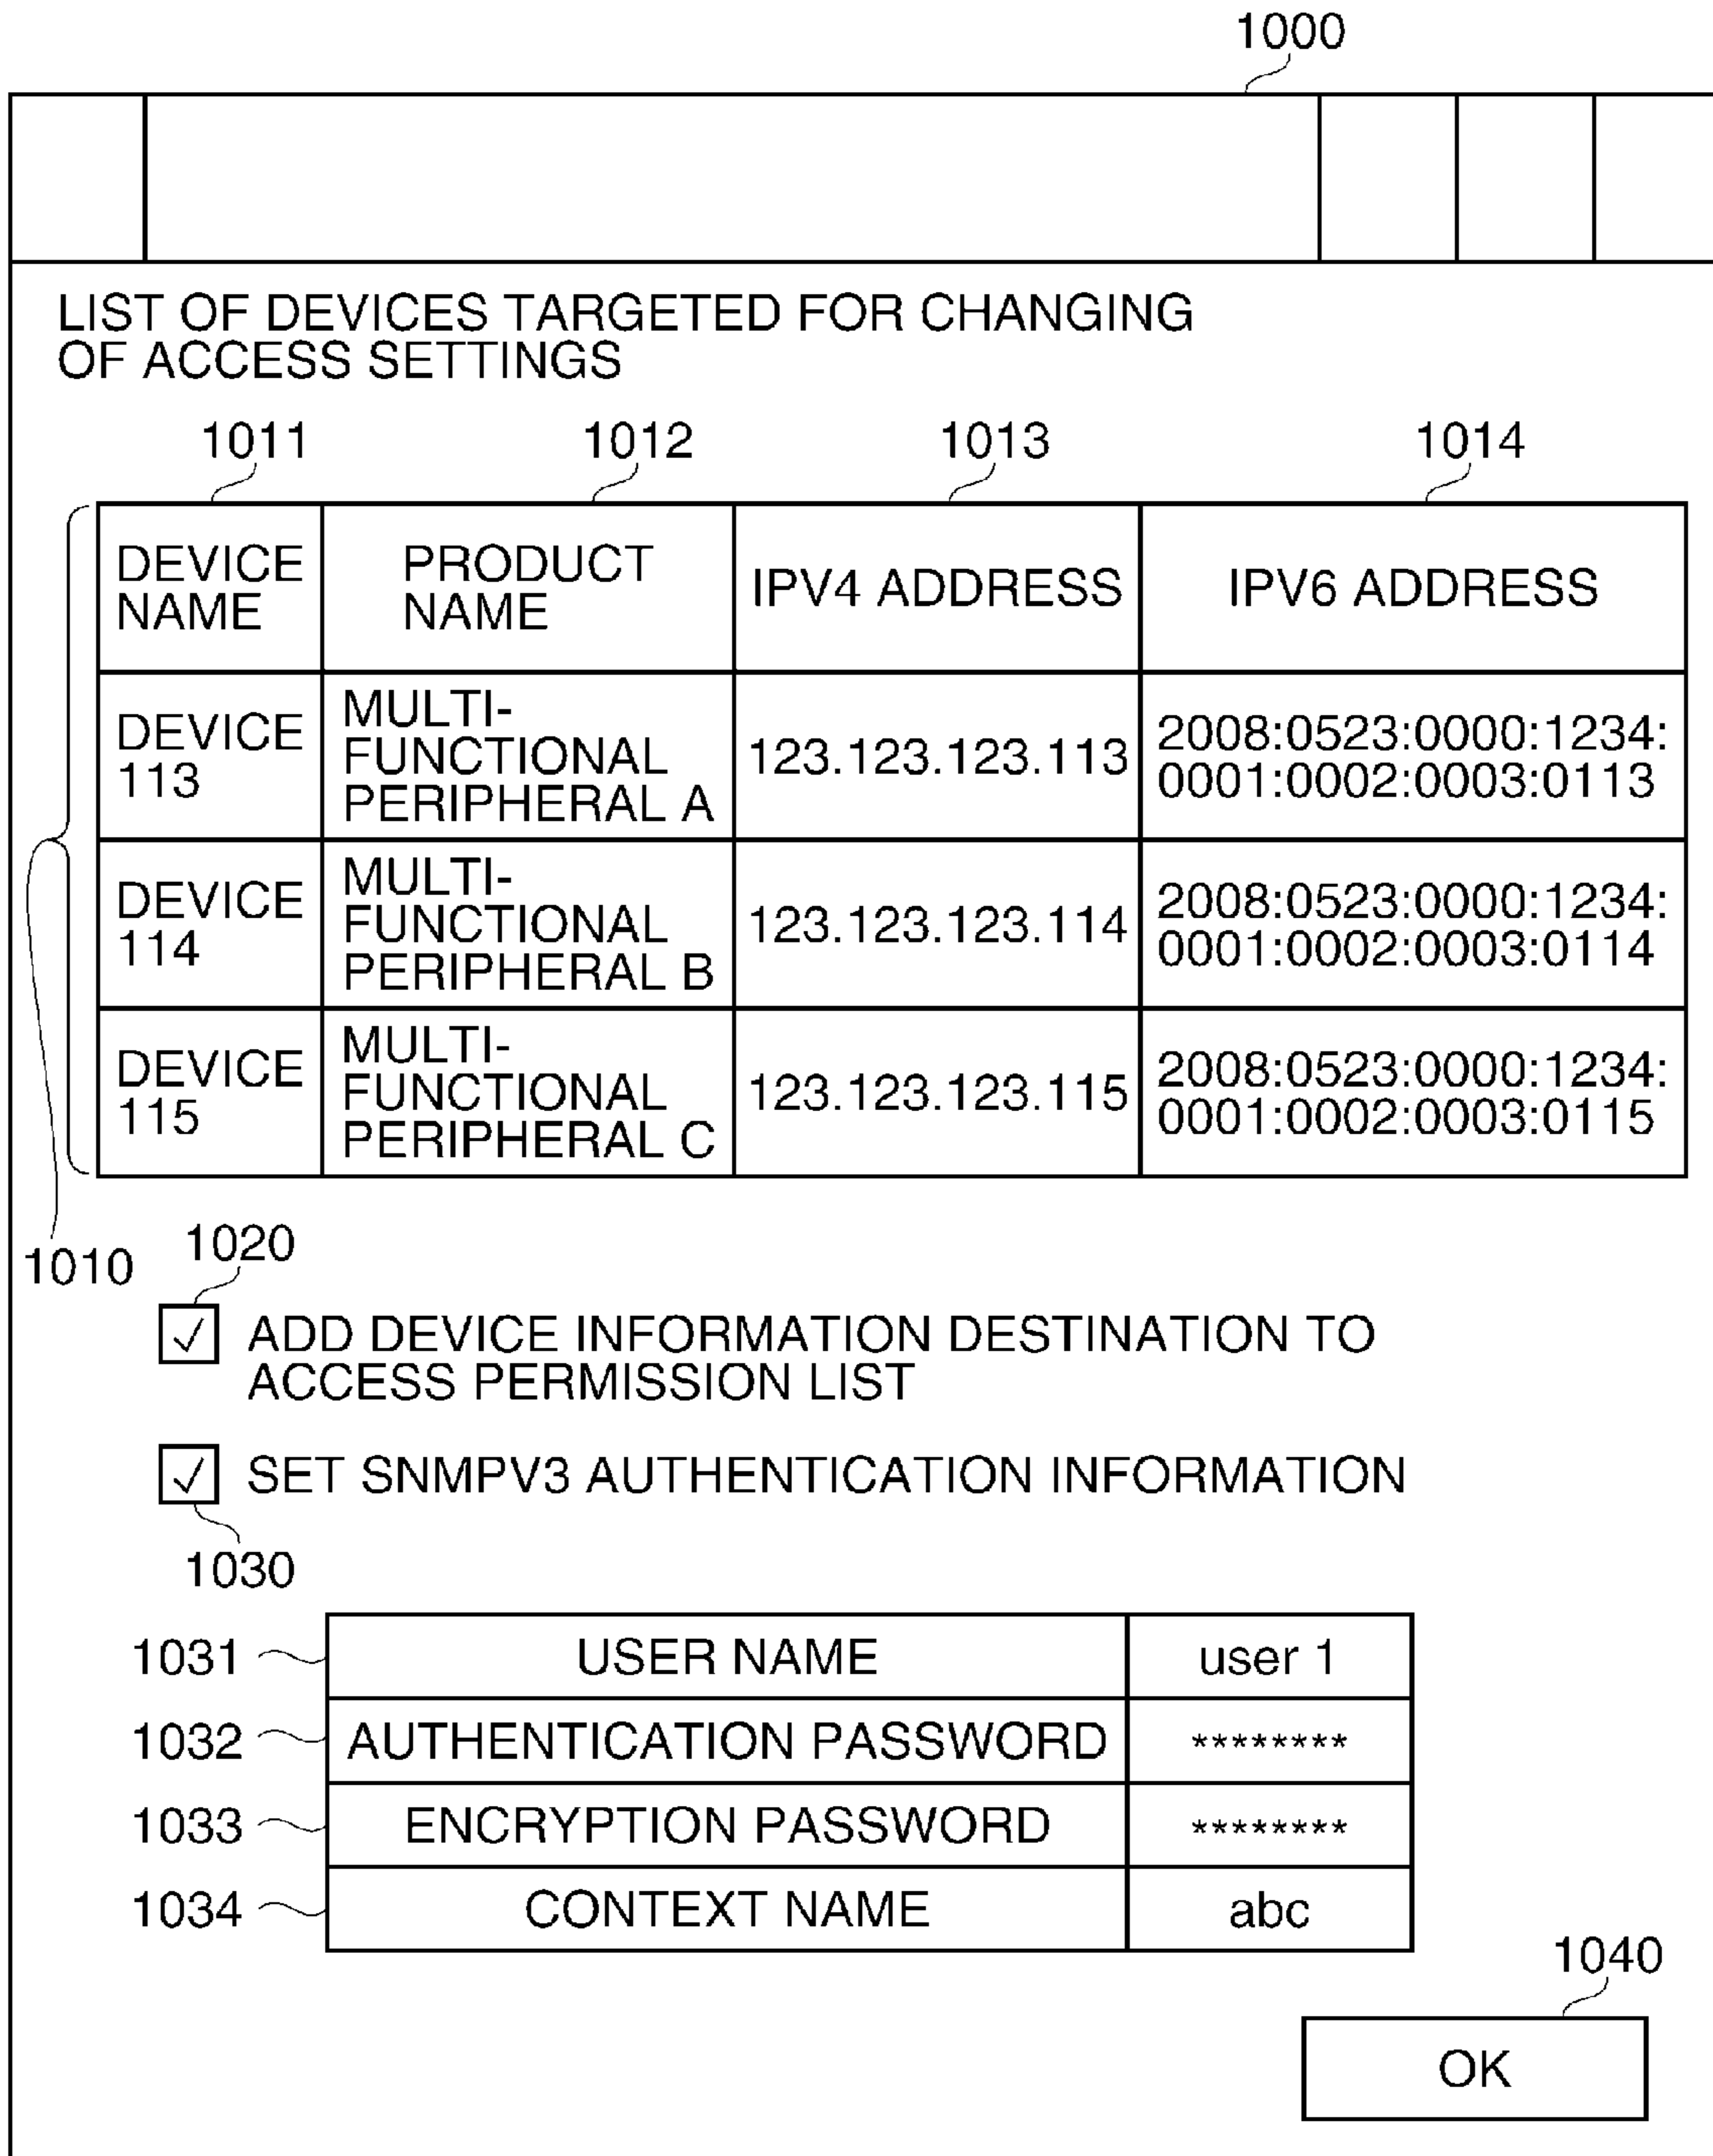 1000
LIST OF DEVICES TARGETED FOR CHANGING
OF ACCESS SETTINGS
1011 1012 1013 1014
DEVICE NAME PRODUCT NAME IPV4 ADDRESS IPV6 ADDRESS
DEVICE 113 MULTI-FUNCTIONAL PERIPHERAL A 123.123.123.113 2008:0523:0000:1234:0001:0002:0003:0113
DEVICE 114 MULTI-FUNCTIONAL PERIPHERAL B 123.123.123.114 2008:0523:0000:1234:0001:0002:0003:0114
DEVICE 115 MULTI-FUNCTIONAL PERIPHERAL C 123.123.123.115 2008:0523:0000:1234:0001:0002:0003:0115
1010
1020
ADD DEVICE INFORMATION DESTINATION TO
ACCESS PERMISSION LIST
SET SNMPV3 AUTHENTICATION INFORMATION
1030
1031 USER NAME user 1
1032 AUTHENTICATION PASSWORD ********
1033 ENCRYPTION PASSWORD ********
1034 CONTEXT NAME abc
1040
OK